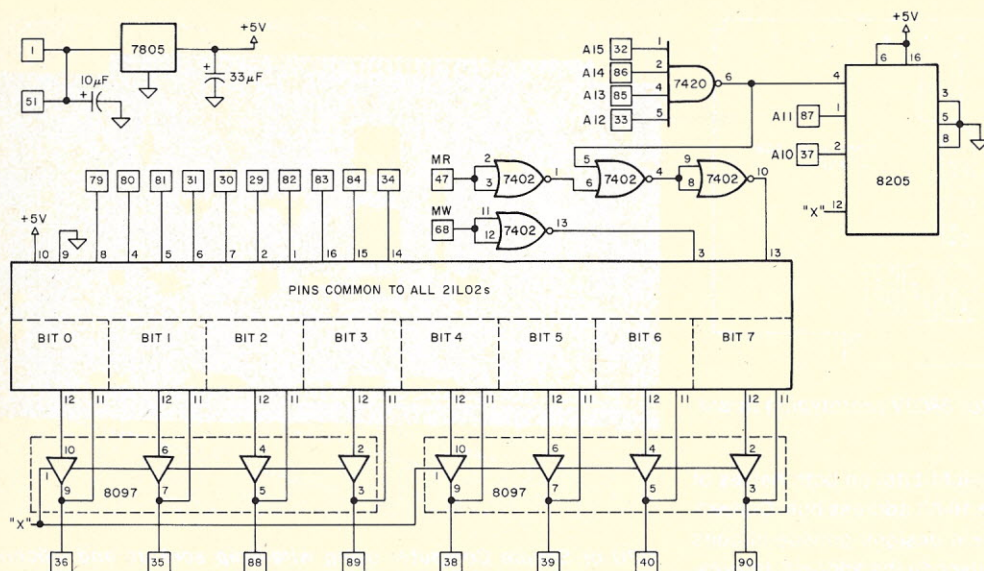 +5V
1
7805
10µF
+
+
33µF
51
+5V
A15 32 1
A14 86 2
A13 85 4
A12 33 5
7420
6
6 16
4
3
5
8
A11 87 1
A10 37 2
"X" 12
8205
MR
47
2
3
7402
1
5
6
7402
4
9
8
7402
10
MW
68
11
12
7402
13
79 80 81 31 30 29 82 83 84 34
+5V
10 9 8 4 5 6 7 2 1 16 15 14 3 13
PINS COMMON TO ALL 21L02s
BIT 0 BIT 1 BIT 2 BIT 3 BIT 4 BIT 5 BIT 6 BIT 7
12 11 12 11 12 11 12 11 12 11 12 11 12 11 12 11
10 6 4 2 10 6 4 2
1 8097 1 8097
9 7 5 3 9 7 5 3
"X"
36 35 88 89 38 39 40 90